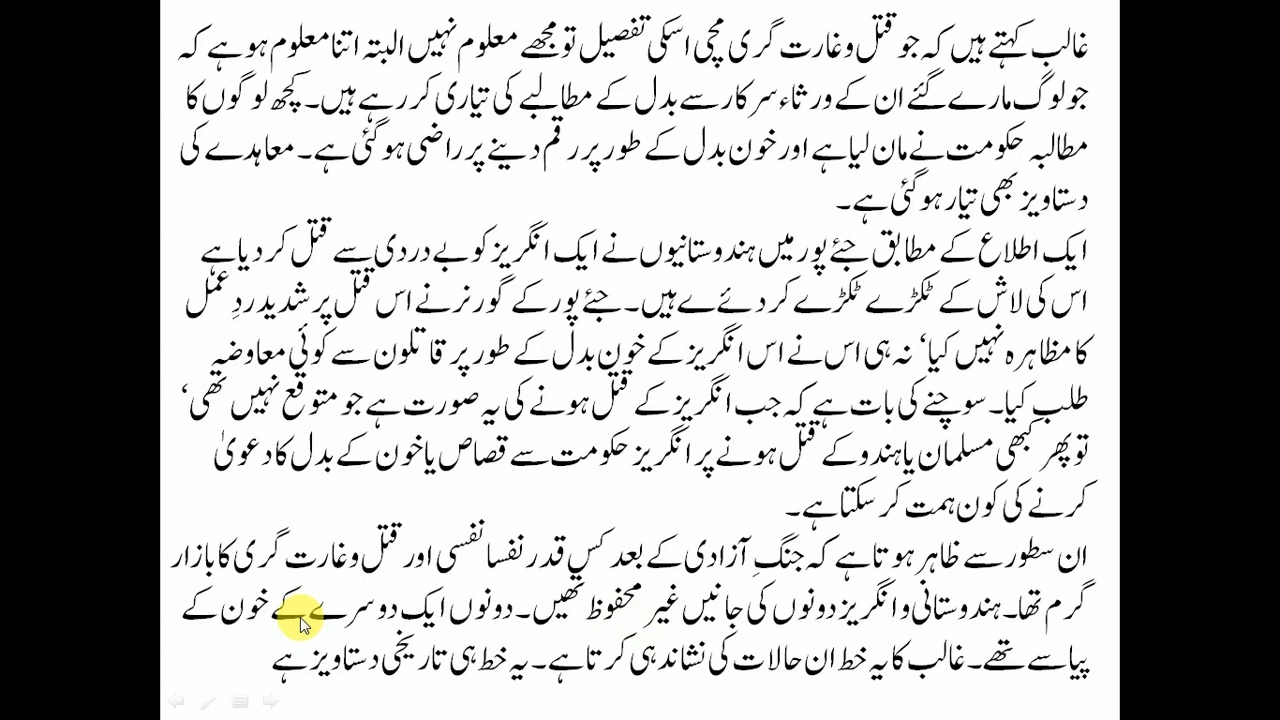 غالب کہتے ہیں کہ جو قتل و غارت گری مچی اسکی تفصیل تو مجھے معلوم نہیں البتہ اتنا معلوم ہو ہے کہ
جو لوگ مارے گئے ان کے ورثاء سرکار سے بدل کے مطالبے کی تیاری کر رہے ہیں۔ کچھ لوگوں کا
مطالبہ حکومت نے مان لیا ہے اور خون بدل کے طور پر رقم دینے پر راضی ہو گئی ہے۔ معاہدے کی
دستاویز بھی تیار ہو گئی ہے۔
ایک اطلاع کے مطابق جئے پور میں ہندوستانیوں نے ایک انگریز کو بے دردی سے قتل کر دیا ہے
اس کی لاش کے ٹکڑے ٹکڑے کر دئے ے ہیں۔ جئے پور کے گورنر نے اس قتل پر شدید ردِ عمل
کا مظاہرہ نہیں کیا‘ نہ ہی اس نے اس انگریز کے خون بدل کے طور پر قاتلون سے کوئی معاوضہ
طلب کیا۔ سوچنے کی بات ہے کہ جب انگریز کے قتل ہونے کی یہ صورت ہے جو متوقع نہیں تھی‘
تو پھر کبھی مسلمان یا ہندو کے قتل ہونے پر انگریز حکومت سے قصاص یا خون کے بدل کا دعویٰ
کرنے کی کون ہمت کر سکتا ہے۔
ان سطور سے ظاہر ہوتا ہے کہ جنگِ آزادی کے بعد کس قدر نفسا نفسی اور قتل و غارت گری کا بازار
گرم تھا۔ ہندوستانی و انگریز دونوں کی جانیں غیر محفوظ تھیں۔ دونوں ایک دوسرے کے خون کے
پیاسے تھے۔ غالب کا یہ خط ان حالات کی نشاندہی کرتا ہے۔ یہ خط ہی تاریخی دستاویز ہے